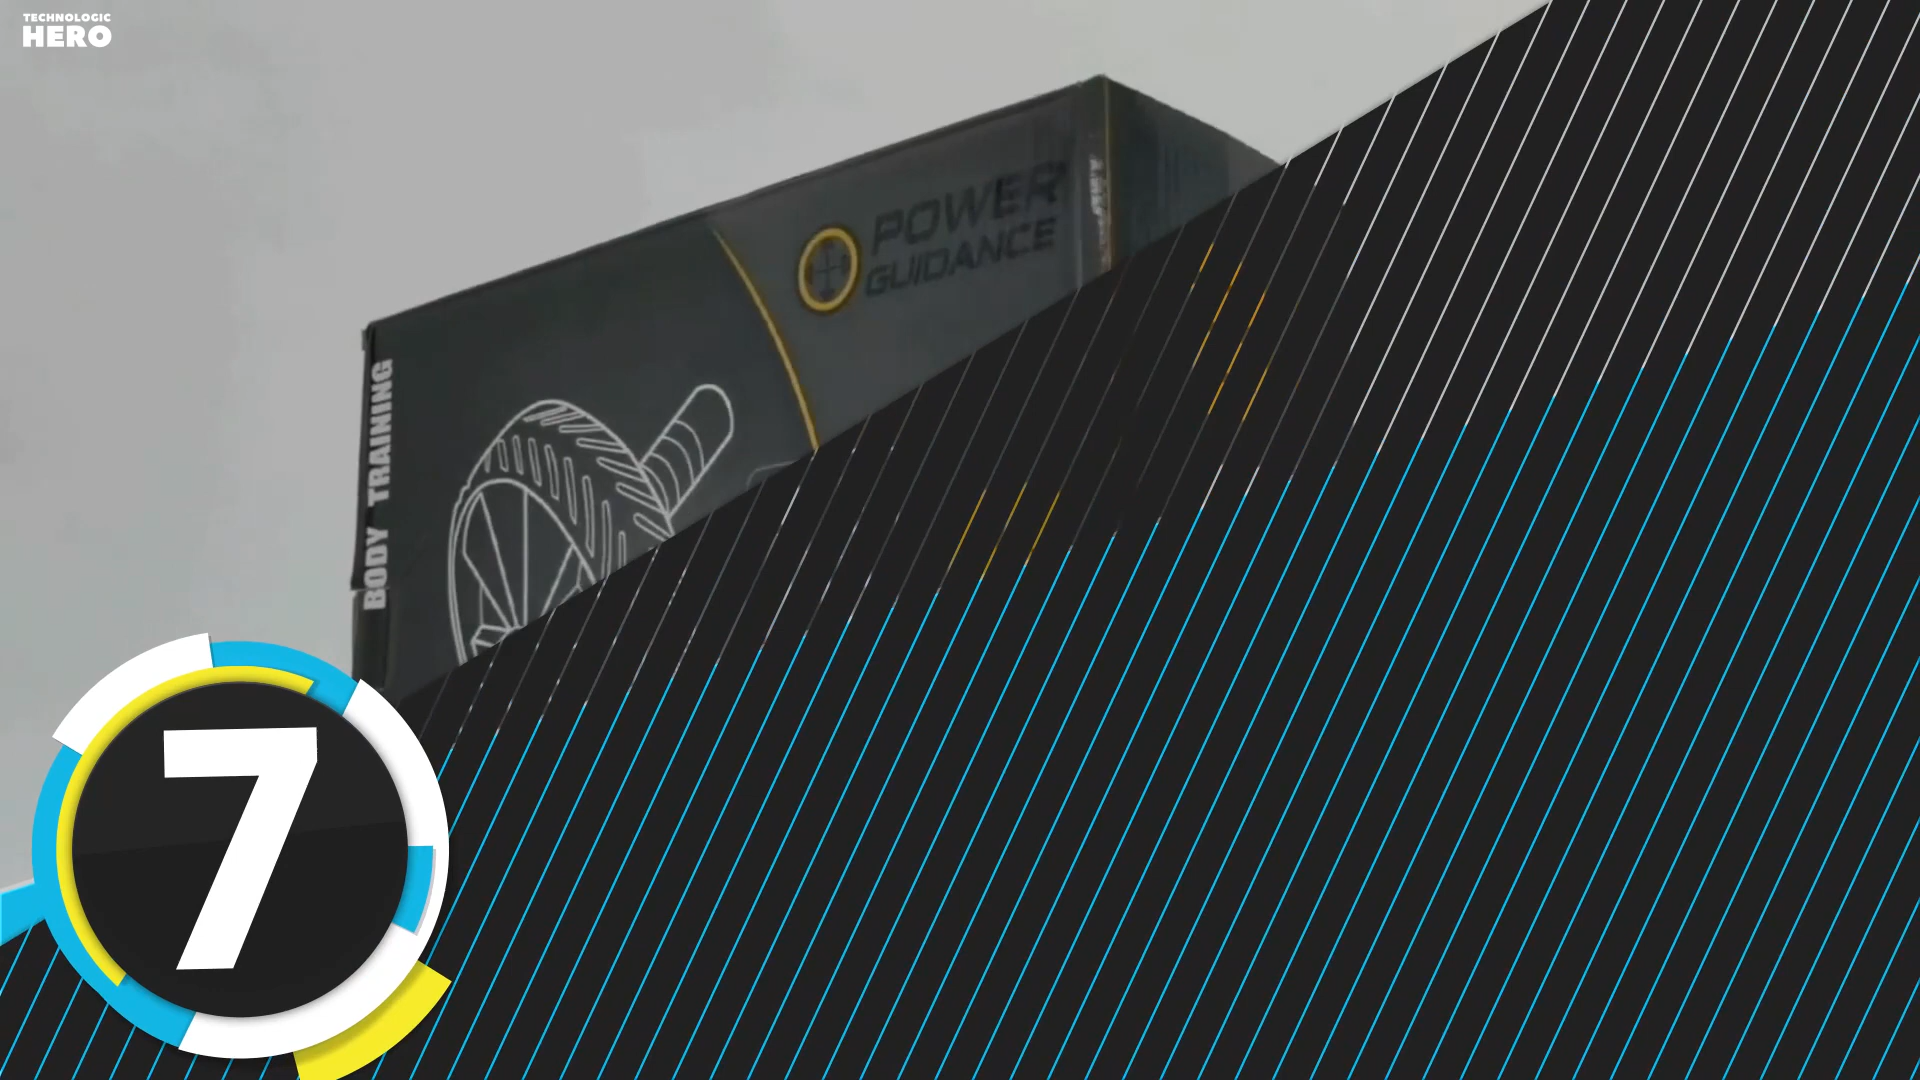 TECHNOLOGIC
HERO
POWER
GUIDANCE
BODY TRAINING
7